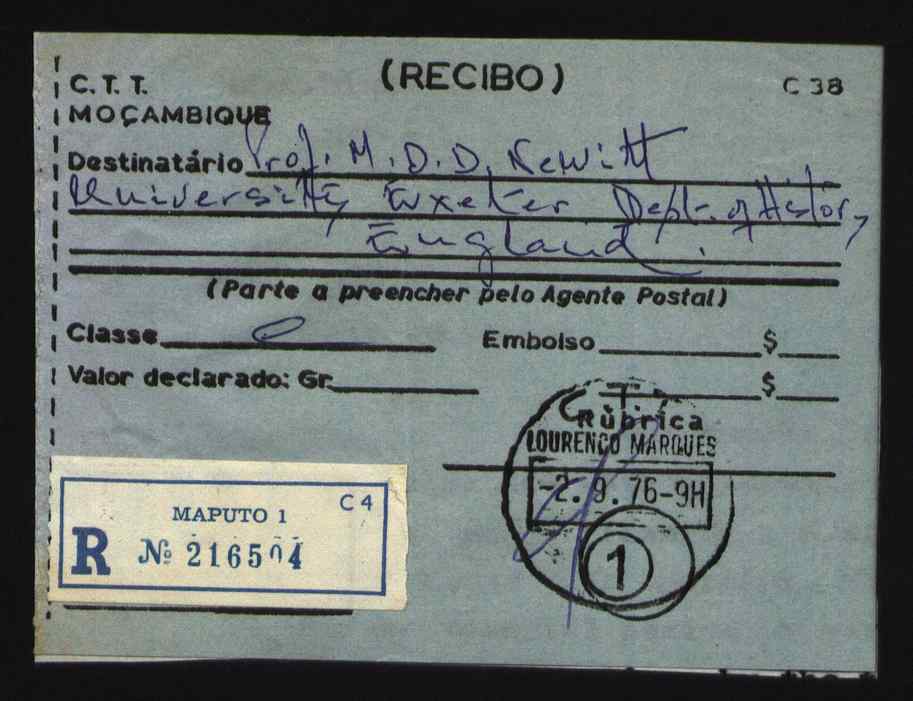 (RECIBO)
C. T. T.
C 38
MOÇAMBIQUE
Destinatário Prof. M. D. D. Newitt
University Exeter Dept. of History
England.
(Parte a preencher pelo Agente Postal)
Classe
Embolso $
Valor declarado: Gr. $
C. T. T.
Rùbrica
LOURENÇO MARQUES
-2. 9. 76-9H
1
C 4
MAPUTO 1
R № 216504